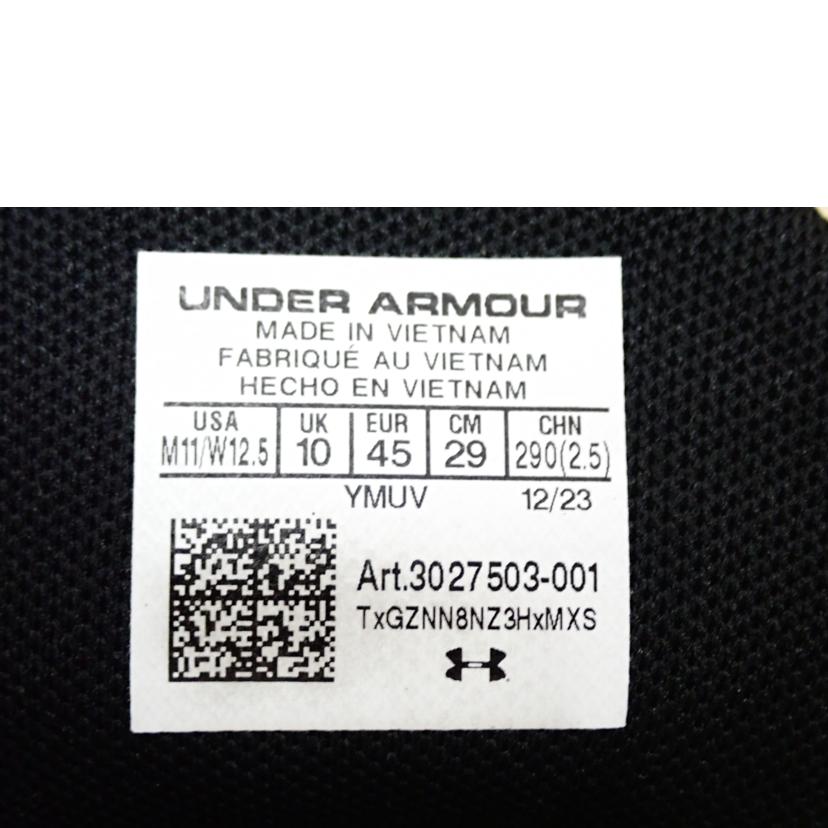 UNDER ARMOUR
MADE IN VIETNAM
FABRIQUÉ AU VIETNAM
HECHO EN VIETNAM
USA UK EUR CM CHN
M11/W12.5 10 45 29 290(2.5)
YMUV 12/23
Art.3027503-001
TxGZNN8NZ3HxMXS